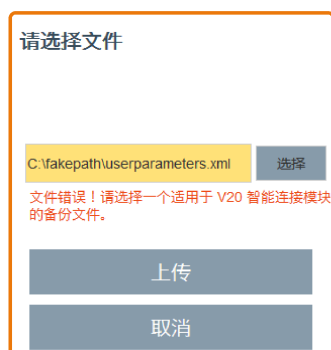 请选择文件
C:\fakepath\userparameters.xml
选择
文件错误！请选择一个适用于 V20 智能连接模块
的备份文件。
上传
取消